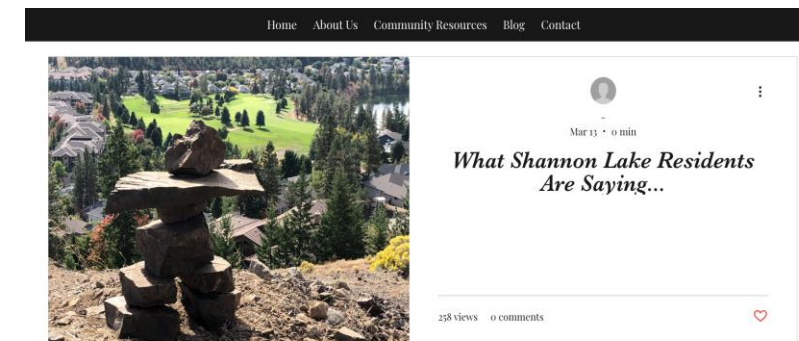 Home About Us Community Resources Blog Contact
-
Mar 13 · 0 min
What Shannon Lake Residents
Are Saying...
258 views 0 comments